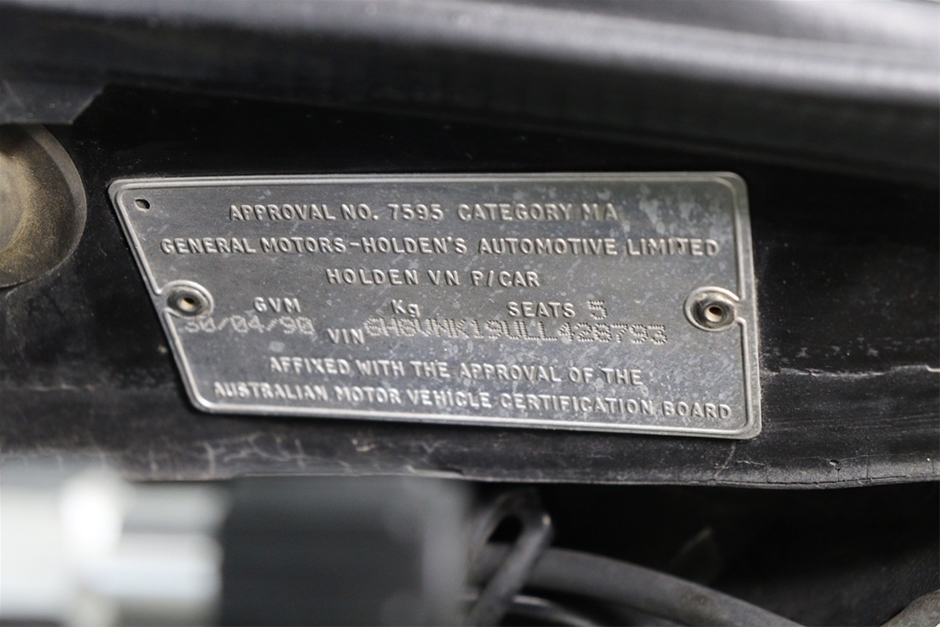 APPROVAL NO. 7595 CATEGORY MA
GENERAL MOTORS-HOLDEN'S AUTOMOTIVE LIMITED
HOLDEN VN P/CAR
GVM Kg SEATS 5
30/04/90 VIN 6H8VNK19VLL428793
AFFIXED WITH THE APPROVAL OF THE
AUSTRALIAN MOTOR VEHICLE CERTIFICATION BOARD